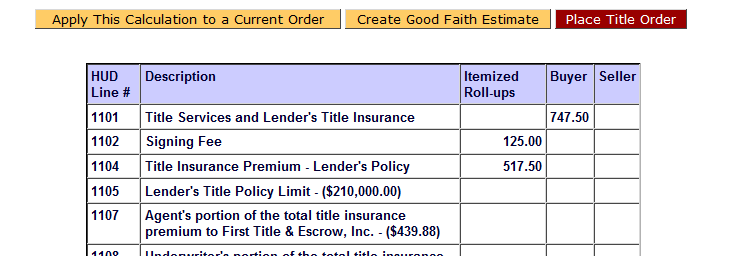 Apply This Calculation to a Current Order Create Good Faith Estimate Place Title Order
HUD Line # Description Itemized Roll-ups Buyer Seller
1101 Title Services and Lender's Title Insurance 747.50
1102 Signing Fee 125.00
1104 Title Insurance Premium - Lender's Policy 517.50
1105 Lender's Title Policy Limit - ($210,000.00)
1107 Agent's portion of the total title insurance
premium to First Title & Escrow, Inc. - ($439.88)
1108 Underwriter's portion of the total title insurance